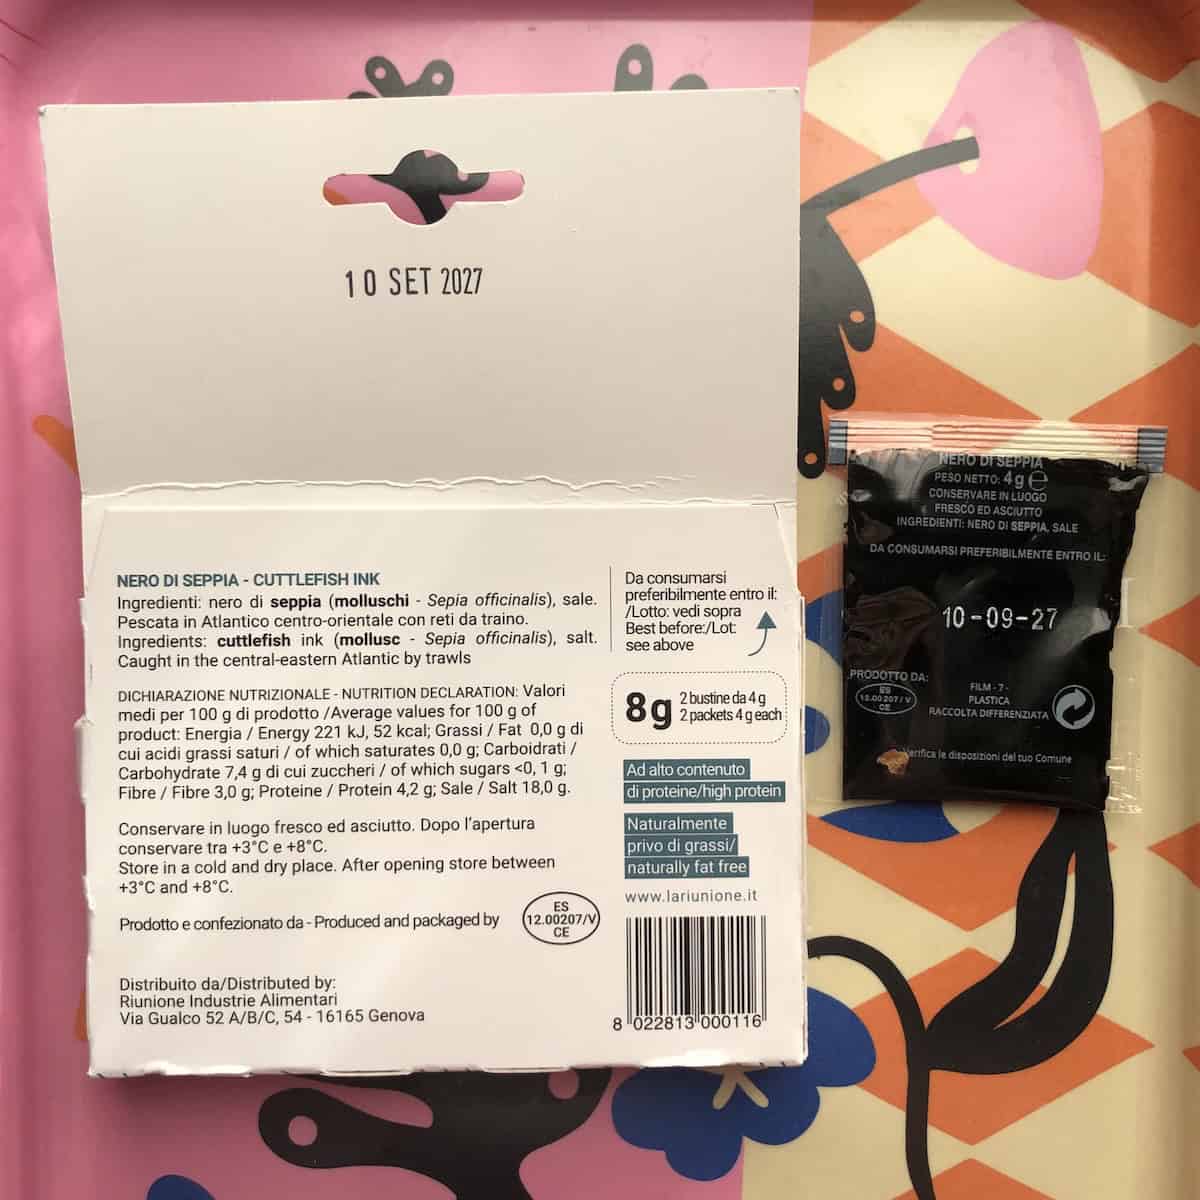 10 SET 2027
NERO DI SEPPIA - CUTTLEFISH INK
Ingredienti: nero di seppia (molluschi - Sepia officinalis), sale.
Pescata in Atlantico centro-orientale con reti da traino.
Ingredients: cuttlefish ink (mollusc - Sepia officinalis), salt.
Caught in the central-eastern Atlantic by trawls
DICHIARAZIONE NUTRIZIONALE - NUTRITION DECLARATION: Valori
medi per 100 g di prodotto /Average values for 100 g of
product: Energia / Energy 221 kJ, 52 kcal; Grassi / Fat 0,0 g di
cui acidi grassi saturi / of which saturates 0,0 g; Carboidrati /
Carbohydrate 7,4 g di cui zuccheri / of which sugars <0, 1 g;
Fibre / Fibre 3,0 g; Proteine / Protein 4,2 g; Sale / Salt 18,0 g.
Conservare in luogo fresco ed asciutto. Dopo l'apertura
conservare tra +3°C e +8°C.
Store in a cold and dry place. After opening store between
+3°C and +8°C.
Prodotto e confezionato da - Produced and packaged by
ES
12.00207/V
CE
Distribuito da/Distributed by:
Riunione Industrie Alimentari
Via Gualco 52 A/B/C, 54 - 16165 Genova
Da consumarsi
preferibilmente entro il:
/Lotto: vedi sopra
Best before:/Lot:
see above
8g
2 bustine da 4 g
2 packets 4 g each
Ad alto contenuto
di proteine/high protein
Naturalmente
privo di grassi/
naturally fat free
www.lariunione.it
8 022813 000116
NERO DI SEPPIA
PESO NETTO: 4g e
CONSERVARE IN LUOGO
FRESCO ED ASCIUTTO
INGREDIENTI: NERO DI SEPPIA, SALE
DA CONSUMARSI PREFERIBILMENTE ENTRO IL:
10-09-27
PRODOTTO DA:
ES
12.00207/V
CE
FILM - 7 -
PLASTICA
RACCOLTA DIFFERENZIATA
Verifica le disposizioni del tuo Comune